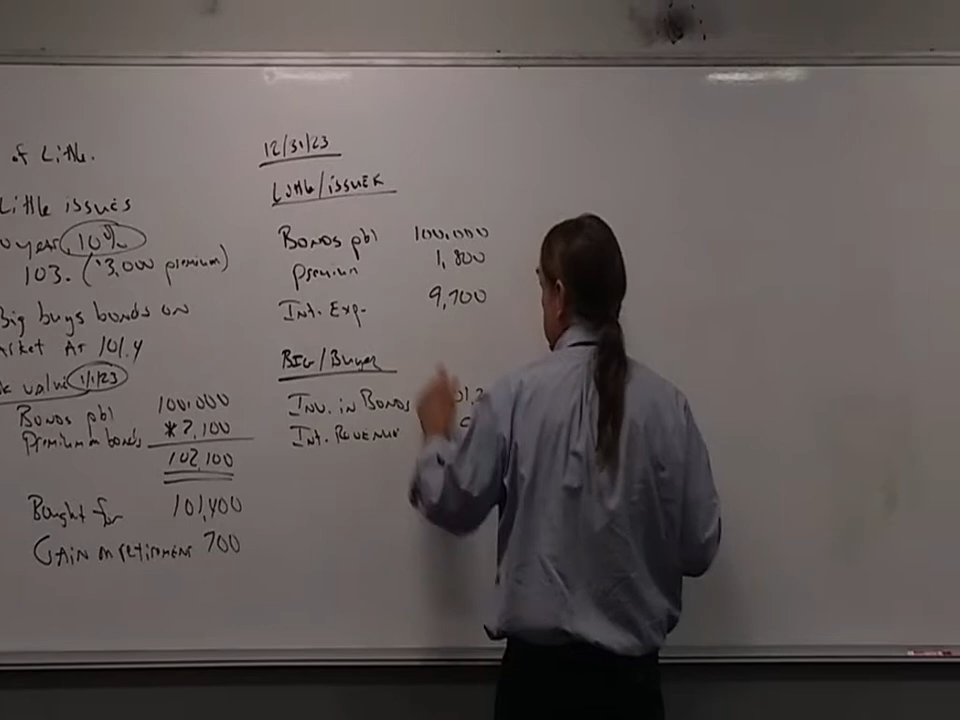 of Little.
Little issues
year, 10%
103. ($3,000 premium)
Big buys bonds on
market At 101.4
k value 1/1/23
Bonds pbl 100,000
Premium on bonds *2,100
102,100
Bought for 101,400
GAIN on retirement 700
12/31/23
Little/issuer
Bonds pbl 100,000
premium 1,800
Int. Exp. 9,700
BIG/Buyer
Inv. in Bonds 01,2
Int. Revenue